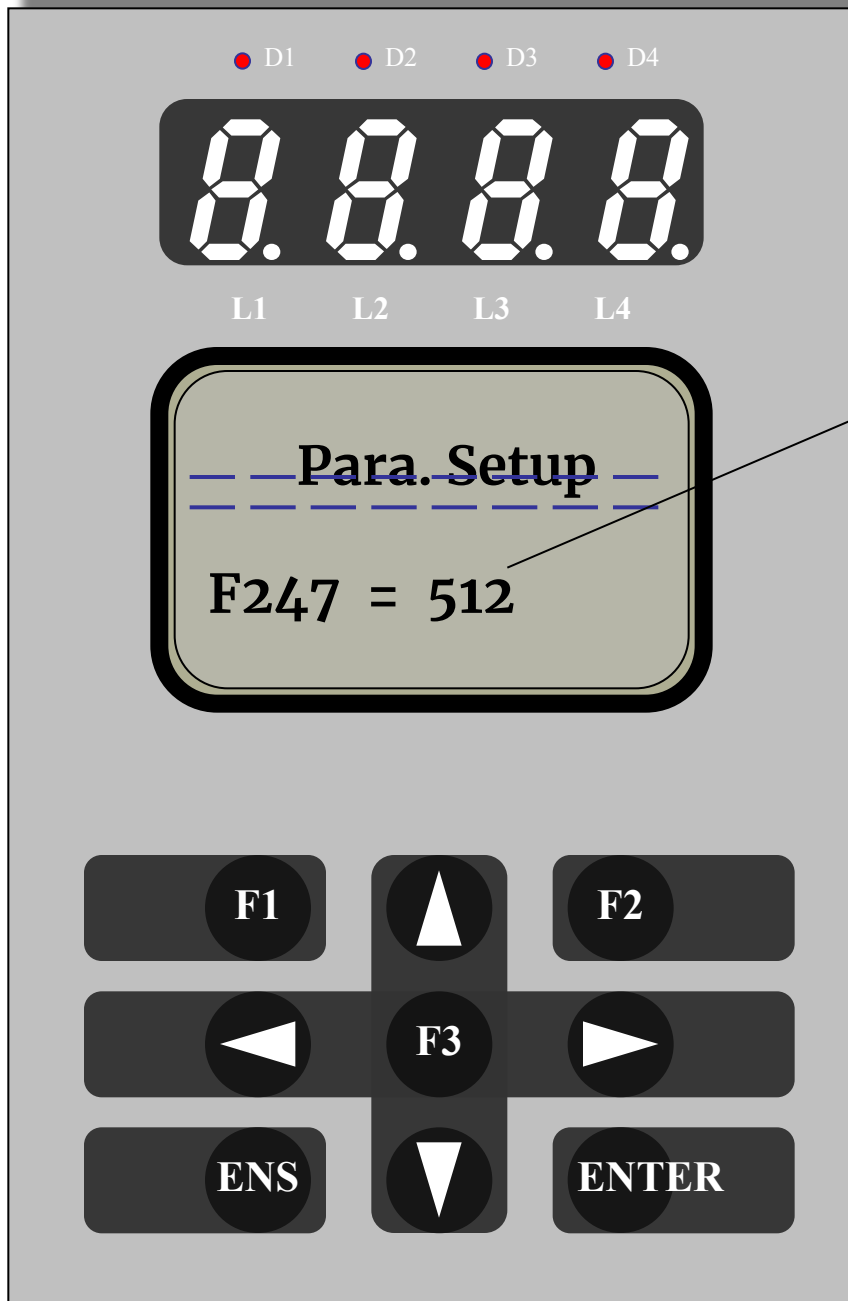 D1 D2 D3 D4
8.8.8.8.
L1 L2 L3 L4
Para. Setup
F247 = 512
F1 F2
F3
ENS ENTER